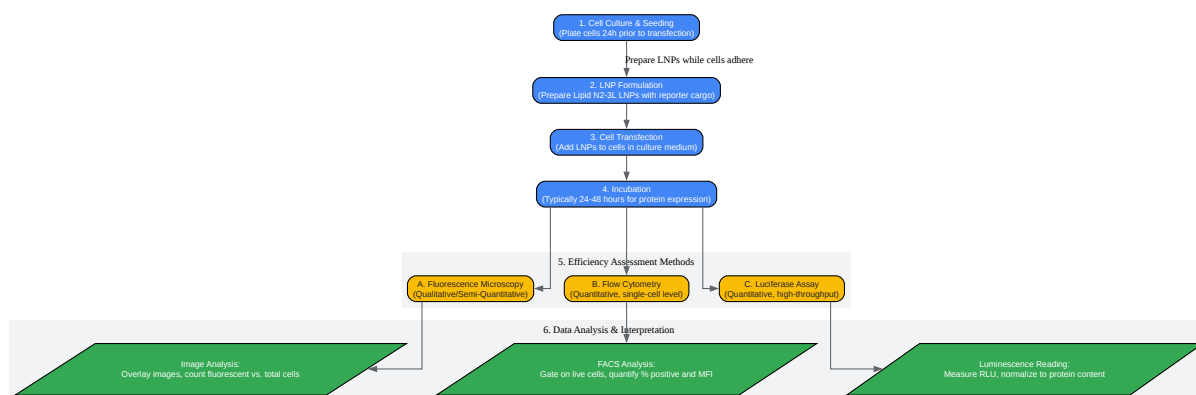 1. Cell Culture & Seeding
(Plate cells 24h prior to transfection)
Prepare LNPs while cells adhere
2. LNP Formulation
(Prepare Lipid N2-3L LNPs with reporter cargo)
3. Cell Transfection
(Add LNPs to cells in culture medium)
4. Incubation
(Typically 24-48 hours for protein expression)
5. Efficiency Assessment Methods
A. Fluorescence Microscopy
(Qualitative/Semi-Quantitative)
B. Flow Cytometry
(Quantitative, single-cell level)
C. Luciferase Assay
(Quantitative, high-throughput)
6. Data Analysis & Interpretation
Image Analysis:
Overlay images, count fluorescent vs. total cells
FACS Analysis:
Gate on live cells, quantify % positive and MFI
Luminescence Reading:
Measure RLU, normalize to protein content